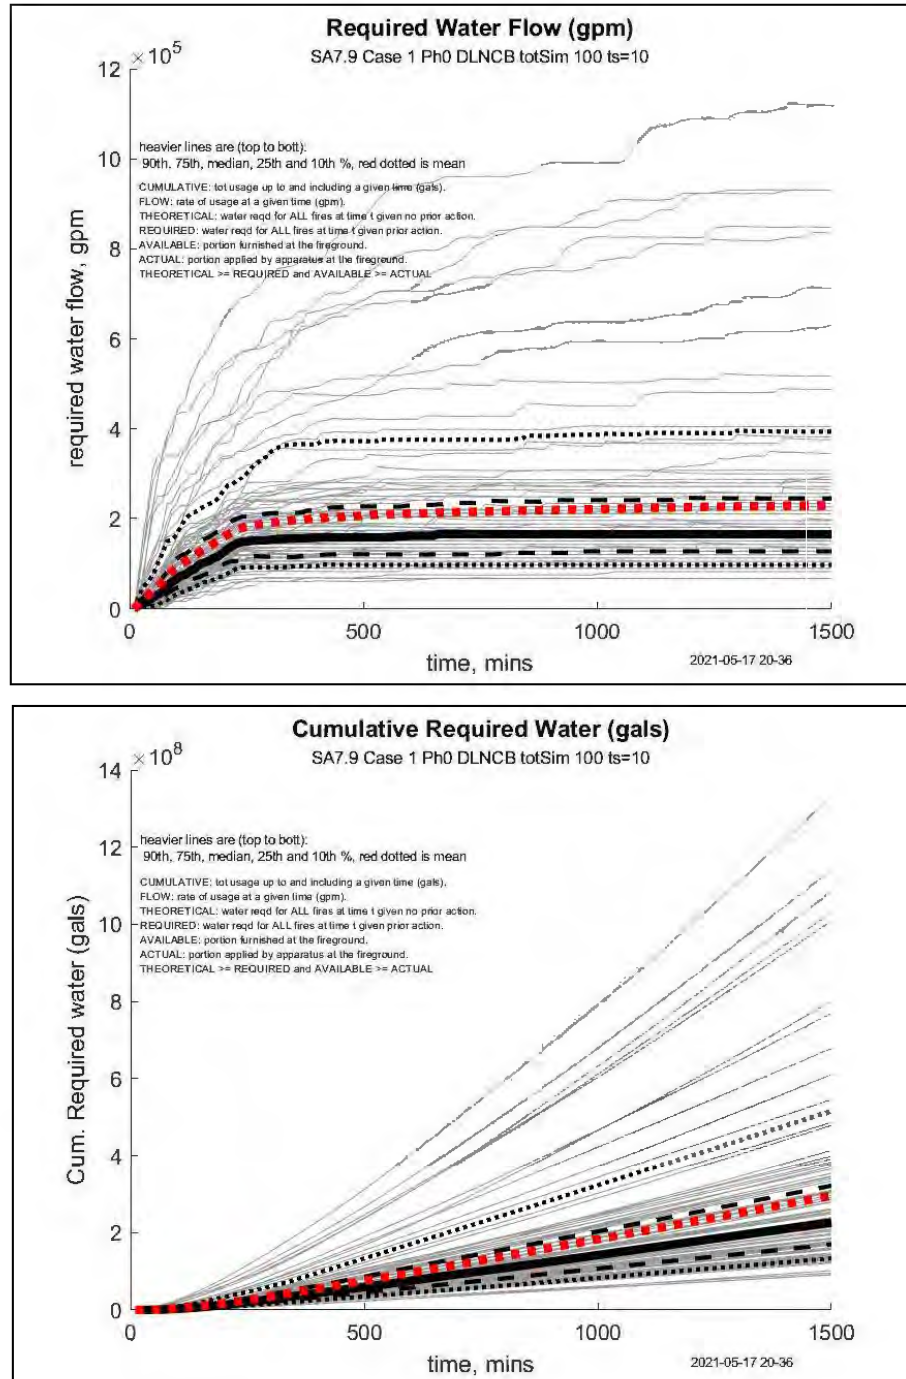 Required Water Flow (gpm)
SA7.9 Case 1 Ph0 DLNCB totSim 100 ts=10
× 10^5
12
heavier lines are (top to bott):
90th, 75th, median, 25th and 10th %, red dotted is mean
CUMULATIVE: tot usage up to and including a given time (gals).
FLOW: rate of usage at a given time (gpm).
THEORETICAL: water reqd for ALL fires at time t given no prior action.
REQUIRED: water reqd for ALL fires at time t given prior action.
AVAILABLE: portion furnished at the fireground.
ACTUAL: portion applied by apparatus at the fireground.
THEORETICAL >= REQUIRED and AVAILABLE >= ACTUAL
10
8
6
4
2
0
required water flow, gpm
0 500 1000 1500
time, mins
2021-05-17 20-36
Cumulative Required Water (gals)
SA7.9 Case 1 Ph0 DLNCB totSim 100 ts=10
× 10^8
14
heavier lines are (top to bott):
90th, 75th, median, 25th and 10th %, red dotted is mean
CUMULATIVE: tot usage up to and including a given time (gals).
FLOW: rate of usage at a given time (gpm).
THEORETICAL: water reqd for ALL fires at time t given no prior action.
REQUIRED: water reqd for ALL fires at time t given prior action.
AVAILABLE: portion furnished at the fireground.
ACTUAL: portion applied by apparatus at the fireground.
THEORETICAL >= REQUIRED and AVAILABLE >= ACTUAL
12
10
8
6
4
2
0
Cum. Required water (gals)
0 500 1000 1500
time, mins
2021-05-17 20-36